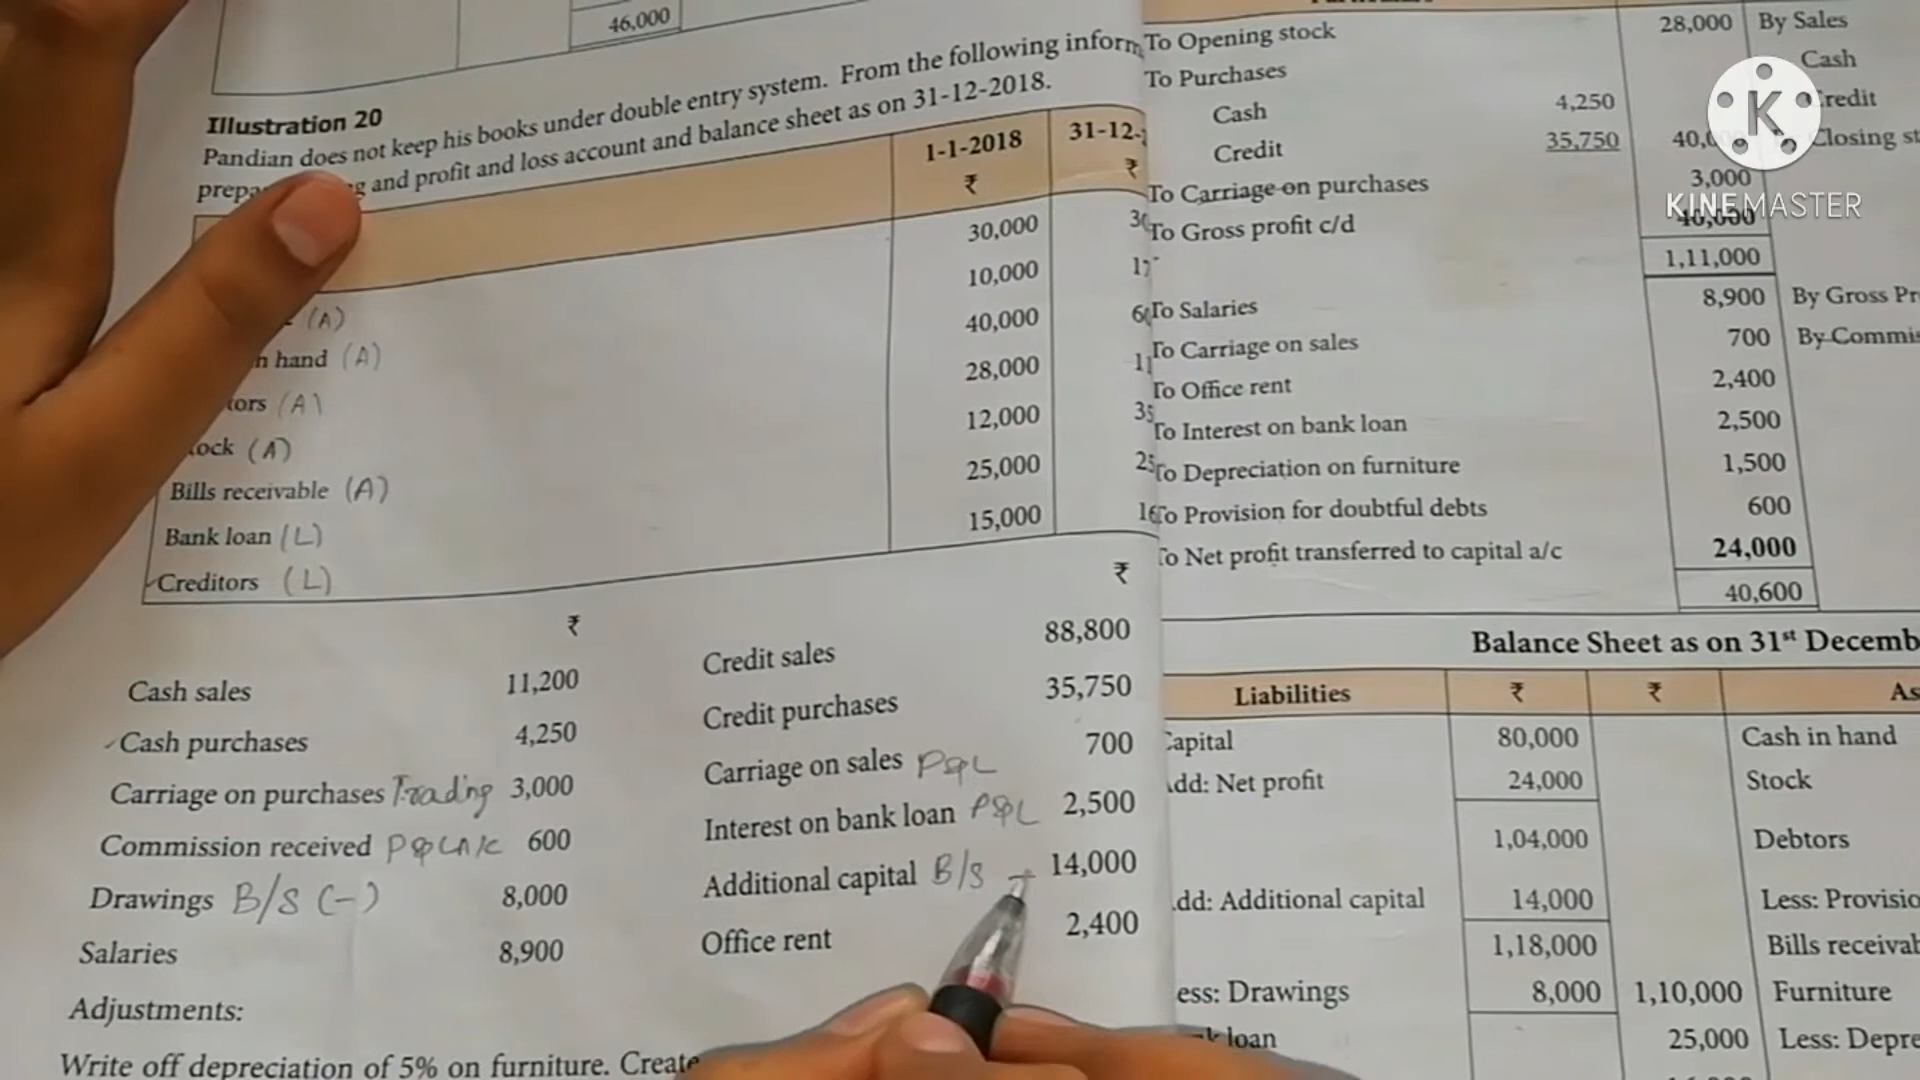 46,000
Illustration 20
Pandian does not keep his books under double entry system. From the following inform
prepa and profit and loss account and balance sheet as on 31-12-2018.
1-1-2018 31-12-
₹ ₹
30,000
10,000
(A) 40,000
n hand (A) 28,000
tors (A) 12,000
tock (A) 25,000
Bills receivable (A) 15,000
Bank loan (L)
Creditors (L)
₹ ₹
Cash sales 11,200 Credit sales 88,800
Cash purchases 4,250 Credit purchases 35,750
Carriage on purchases Trading 3,000 Carriage on sales P&L 700
Commission received P&L A/c 600 Interest on bank loan P&L 2,500
Drawings B/S (-) 8,000 Additional capital B/S 14,000
Salaries 8,900 Office rent 2,400
Adjustments:
Write off depreciation of 5% on furniture. Create
To Opening stock 28,000 By Sales
To Purchases Cash
Cash 4,250 Credit
Credit 35,750 Closing st
To Carriage on purchases 3,000
To Gross profit c/d 40,000
1,11,000
To Salaries 8,900 By Gross Pr
To Carriage on sales 700 By Commis
To Office rent 2,400
To Interest on bank loan 2,500
To Depreciation on furniture 1,500
To Provision for doubtful debts 600
To Net profit transferred to capital a/c 24,000
40,600
Balance Sheet as on 31st Decemb
Liabilities ₹ ₹ As
Capital 80,000 Cash in hand
Add: Net profit 24,000 Stock
1,04,000 Debtors
Add: Additional capital 14,000 Less: Provisio
1,18,000 Bills receivab
ess: Drawings 8,000 1,10,000 Furniture
loan 25,000 Less: Depre
K
KINEMASTER